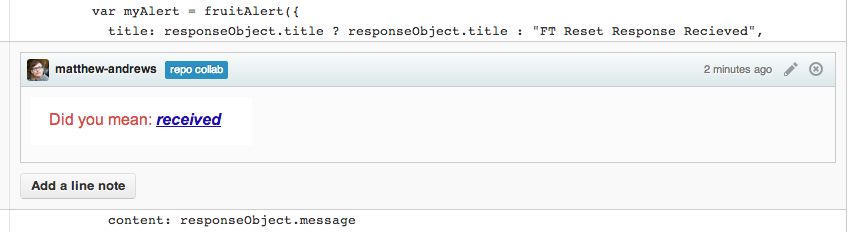 var myAlert = fruitAlert({
title: responseObject.title ? responseObject.title : "FT Reset Response Recieved",
matthew-andrews repo collab 2 minutes ago
Did you mean: received
Add a line note
content: responseObject.message